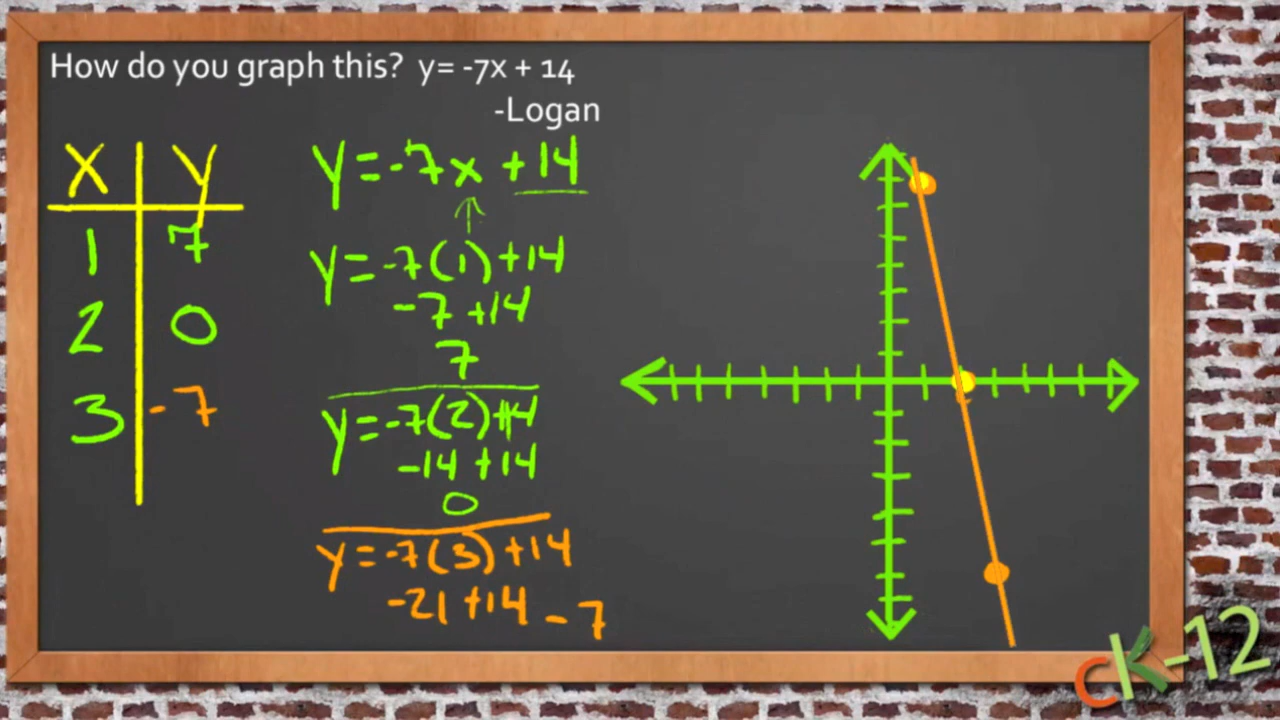 How do you graph this? y= -7x + 14
-Logan
X Y
1 7
2 0
3 -7
y = -7x + 14
y = -7(1) + 14
-7 + 14
7
y = -7(2) + 14
-14 + 14
0
y = -7(3) + 14
-21 + 14 - 7
cK-12